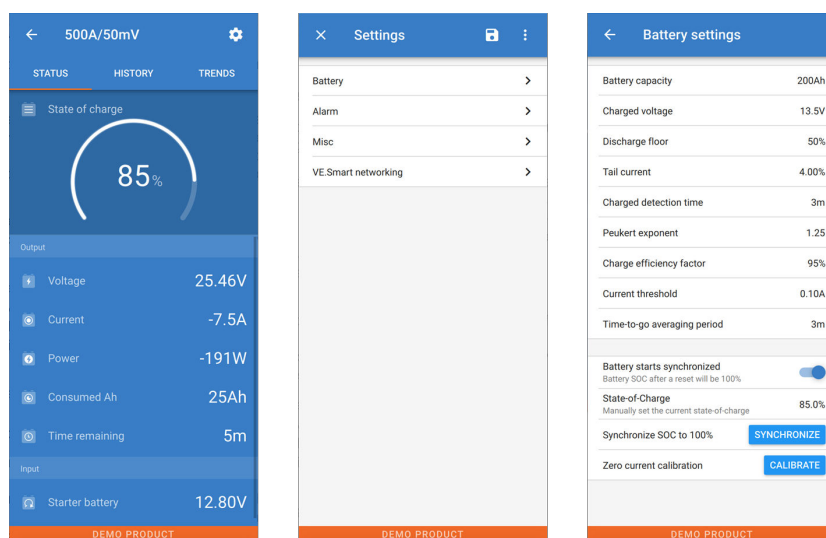 500A/50mV
STATUS HISTORY TRENDS
State of charge
85%
Output
Voltage 25.46V
Current -7.5A
Power -191W
Consumed Ah 25Ah
Time remaining 5m
Input
Starter battery 12.80V
DEMO PRODUCT
Settings
Battery
Alarm
Misc
VE.Smart networking
DEMO PRODUCT
Battery settings
Battery capacity 200Ah
Charged voltage 13.5V
Discharge floor 50%
Tail current 4.00%
Charged detection time 3m
Peukert exponent 1.25
Charge efficiency factor 95%
Current threshold 0.10A
Time-to-go averaging period 3m
Battery starts synchronized
Battery SOC after a reset will be 100%
State-of-Charge 85.0%
Manually set the current state-of-charge
Synchronize SOC to 100% SYNCHRONIZE
Zero current calibration CALIBRATE
DEMO PRODUCT